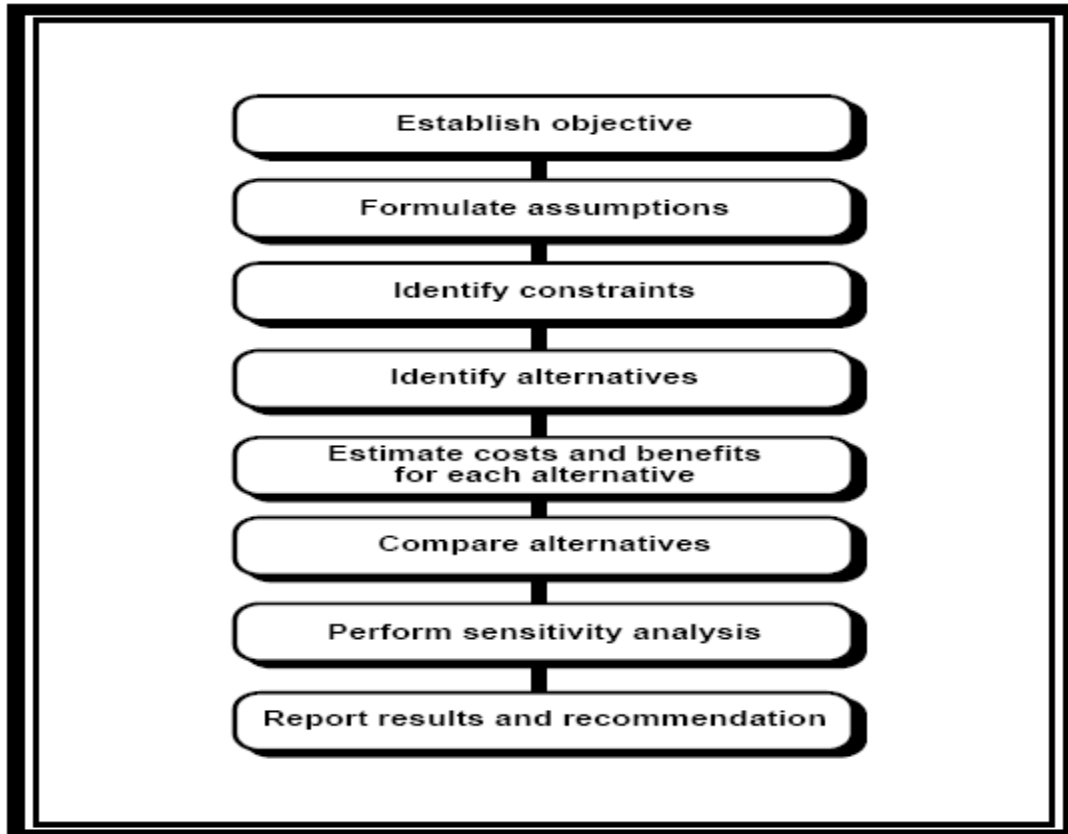 Establish objective
Formulate assumptions
Identify constraints
Identify alternatives
Estimate costs and benefits
for each alternative
Compare alternatives
Perform sensitivity analysis
Report results and recommendation